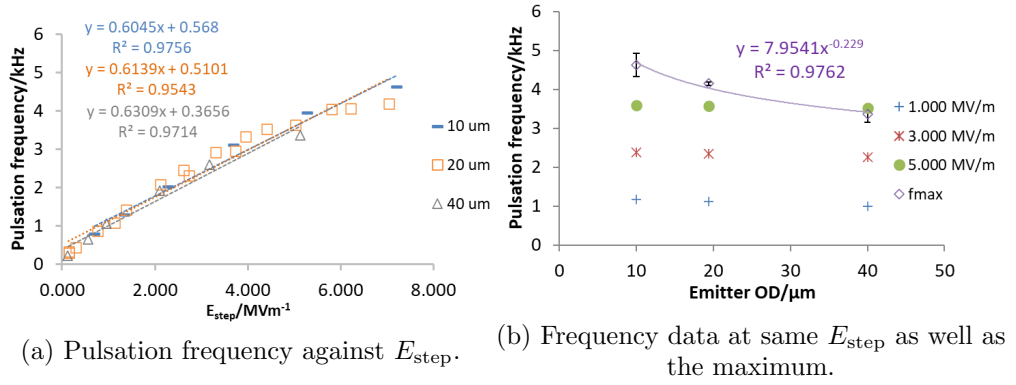 y = 0.6045x + 0.568
R² = 0.9756
y = 0.6139x + 0.5101
R² = 0.9543
y = 0.6309x + 0.3656
R² = 0.9714
Pulsation frequency/kHz
6
5
4
3
2
1
0
0.000 2.000 4.000 6.000 8.000
E_step/MVm⁻¹
10 um
20 um
40 um
(a) Pulsation frequency against E_step.
y = 7.9541x^-0.229
R² = 0.9762
Pulsation frequency/kHz
6
5
4
3
2
1
0
0 10 20 30 40 50
Emitter OD/µm
1.000 MV/m
3.000 MV/m
5.000 MV/m
fmax
(b) Frequency data at same E_step as well as
the maximum.